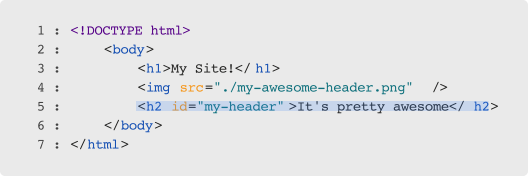 1 : <!DOCTYPE html>
2 :     <body>
3 :         <h1>My Site!</ h1>
4 :         <img src="./my-awesome-header.png"  />
5 :         <h2 id="my-header" >It's pretty awesome</ h2>
6 :     </body>
7 : </html>